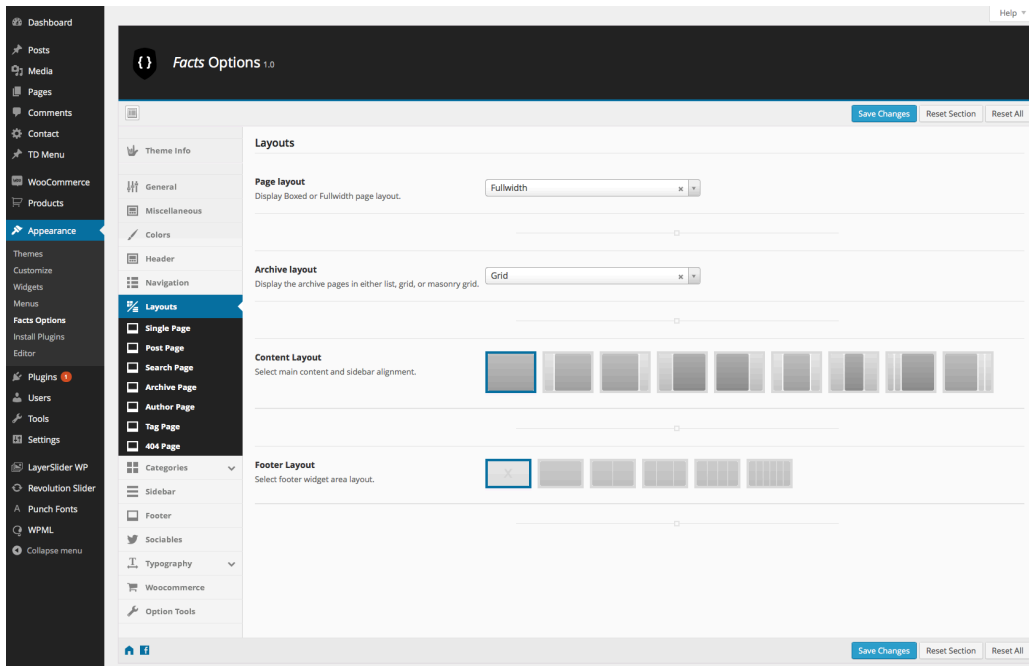 Help
Dashboard
Posts
Media
Pages
Comments
Contact
TD Menu
WooCommerce
Products
Appearance
Themes
Customize
Widgets
Menus
Facts Options
Install Plugins
Editor
Plugins 1
Users
Tools
Settings
LayerSlider WP
Revolution Slider
Punch Fonts
WPML
Collapse menu
{ } Facts Options 1.0
Save Changes Reset Section Reset All
Theme Info
General
Miscellaneous
Colors
Header
Navigation
Layouts
Single Page
Post Page
Search Page
Archive Page
Author Page
Tag Page
404 Page
Categories
Sidebar
Footer
Sociables
Typography
Woocommerce
Option Tools
Layouts
Page layout
Display Boxed or Fullwidth page layout.
Fullwidth
Archive layout
Display the archive pages in either list, grid, or masonry grid.
Grid
Content Layout
Select main content and sidebar alignment.
Footer Layout
Select footer widget area layout.
Save Changes Reset Section Reset All